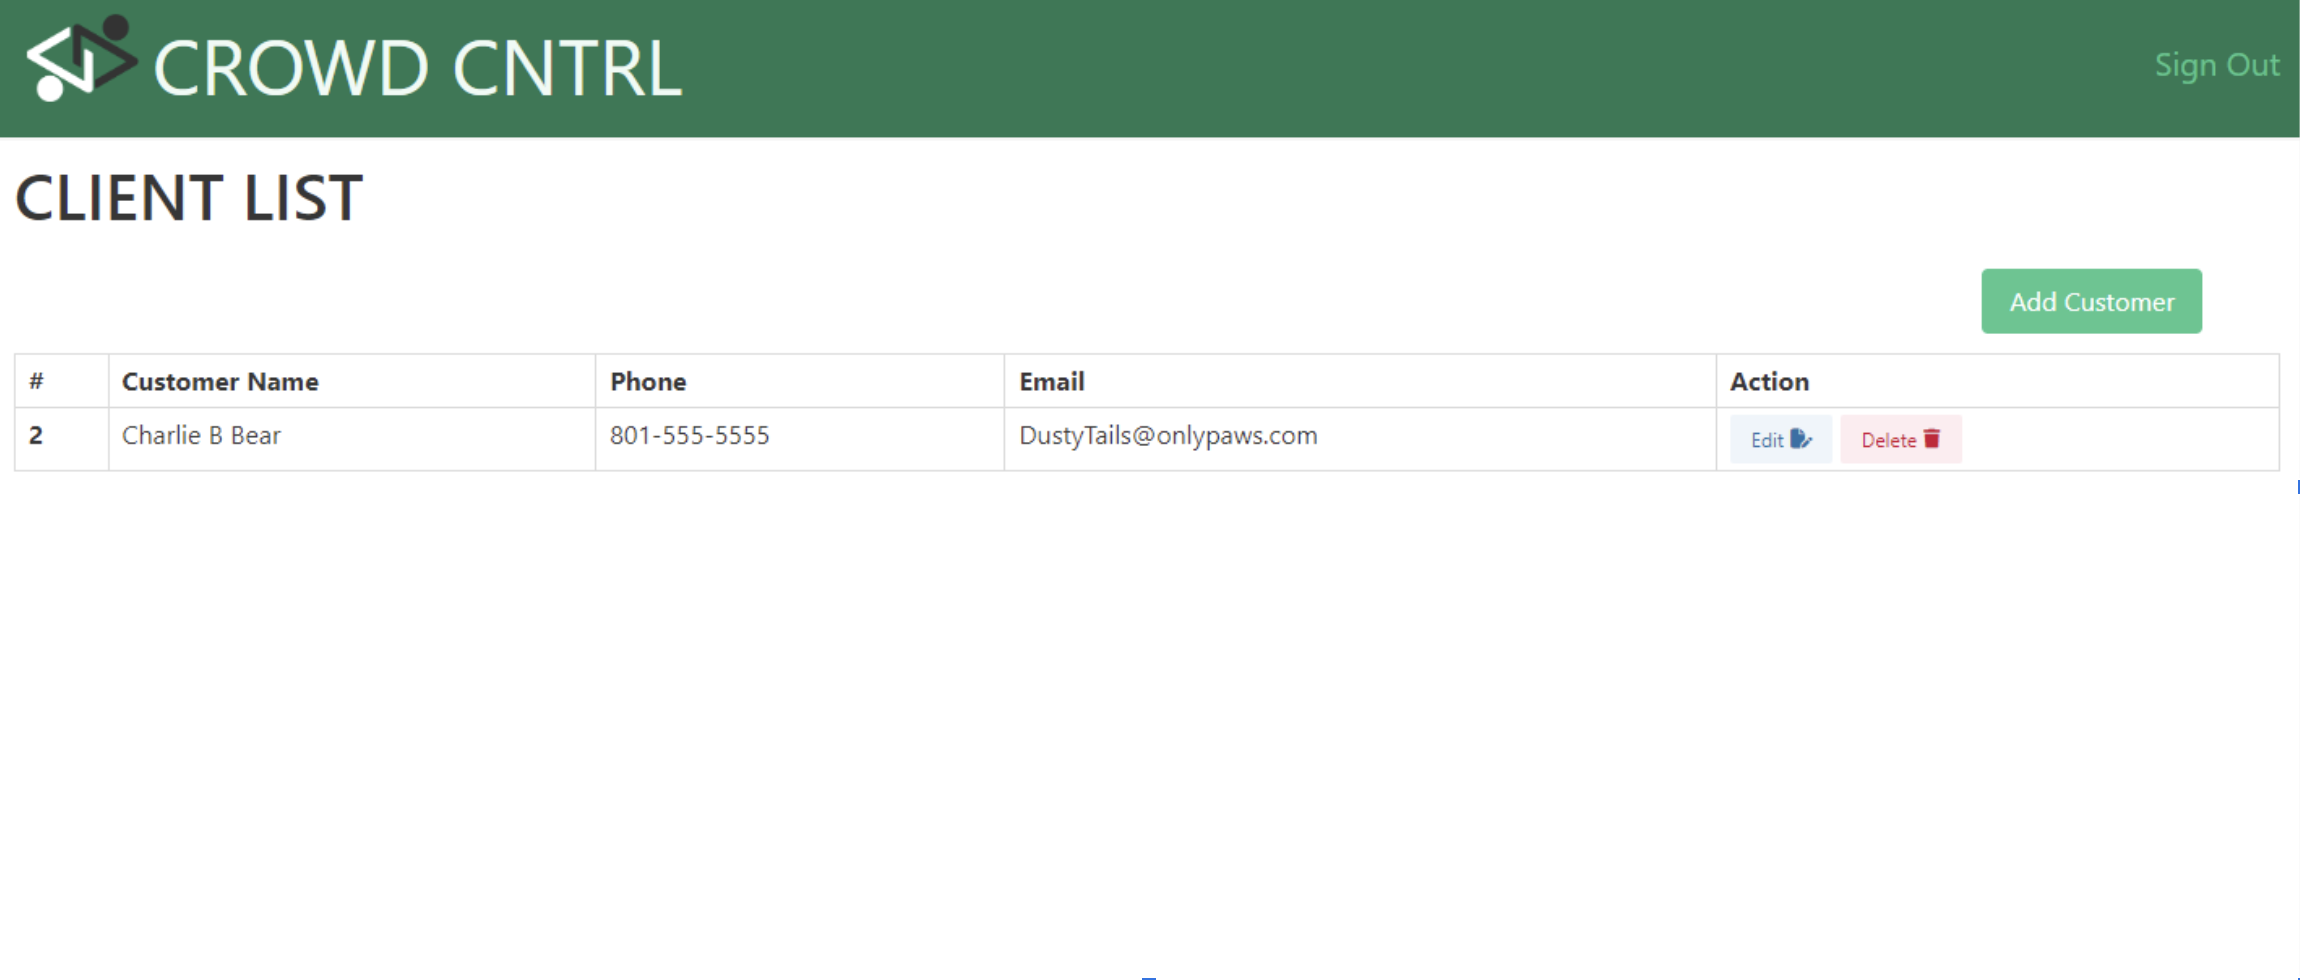 CROWD CNTRL
Sign Out
CLIENT LIST
Add Customer
# Customer Name Phone Email Action
2 Charlie B Bear 801-555-5555 DustyTails@onlypaws.com Edit Delete